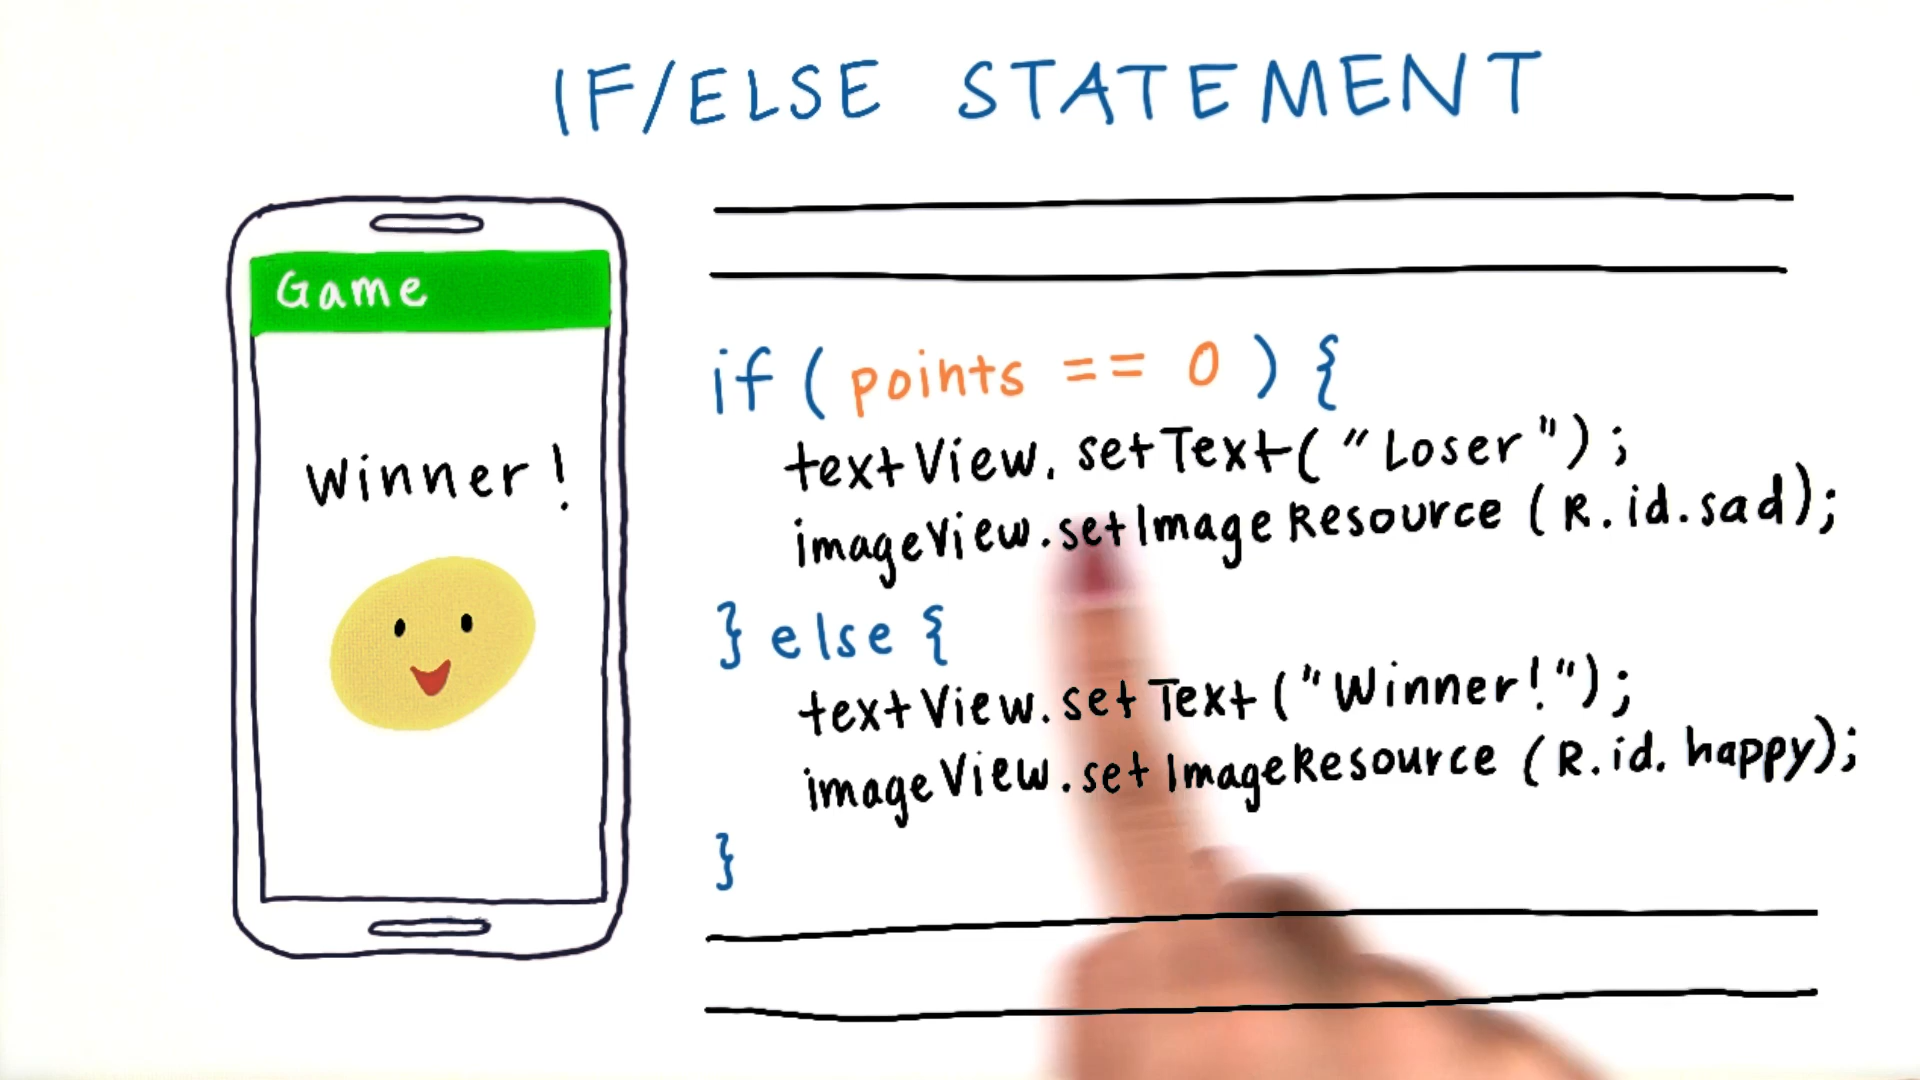 IF/ELSE STATEMENT
Game
Winner!
if (points == 0) {
textView.setText("Loser");
imageView.setImageResource (R.id.sad);
} else {
textView.setText ("Winner!");
imageView.setImageResource (R.id.happy);
}